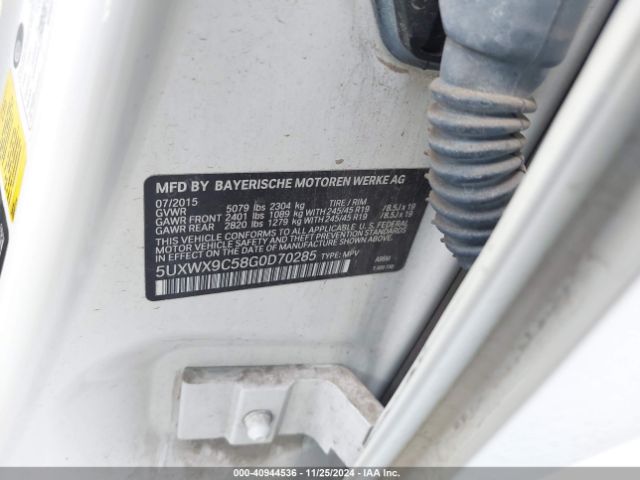 MFD BY BAYERISCHE MOTOREN WERKE AG
07/2015 TIRE / RIM
GVWR 5079 lbs 2304 kg
GAWR FRONT 2401 lbs 1089 kg WITH 245/45 R19 /8.5J x 19
GAWR REAR 2820 lbs 1279 kg WITH 245/45 R19 /8.5J x 19
THIS VEHICLE CONFORMS TO ALL APPLICABLE U.S. FEDERAL
MOTOR VEHICLE SAFETY AND THEFT PREVENTION STANDARDS
IN EFFECT ON THE DATE OF MANUFACTURE SHOWN ABOVE.
5UXWX9C58G0D70285 TYPE: MPV
000-40944536 - 11/25/2024 - IAA Inc.